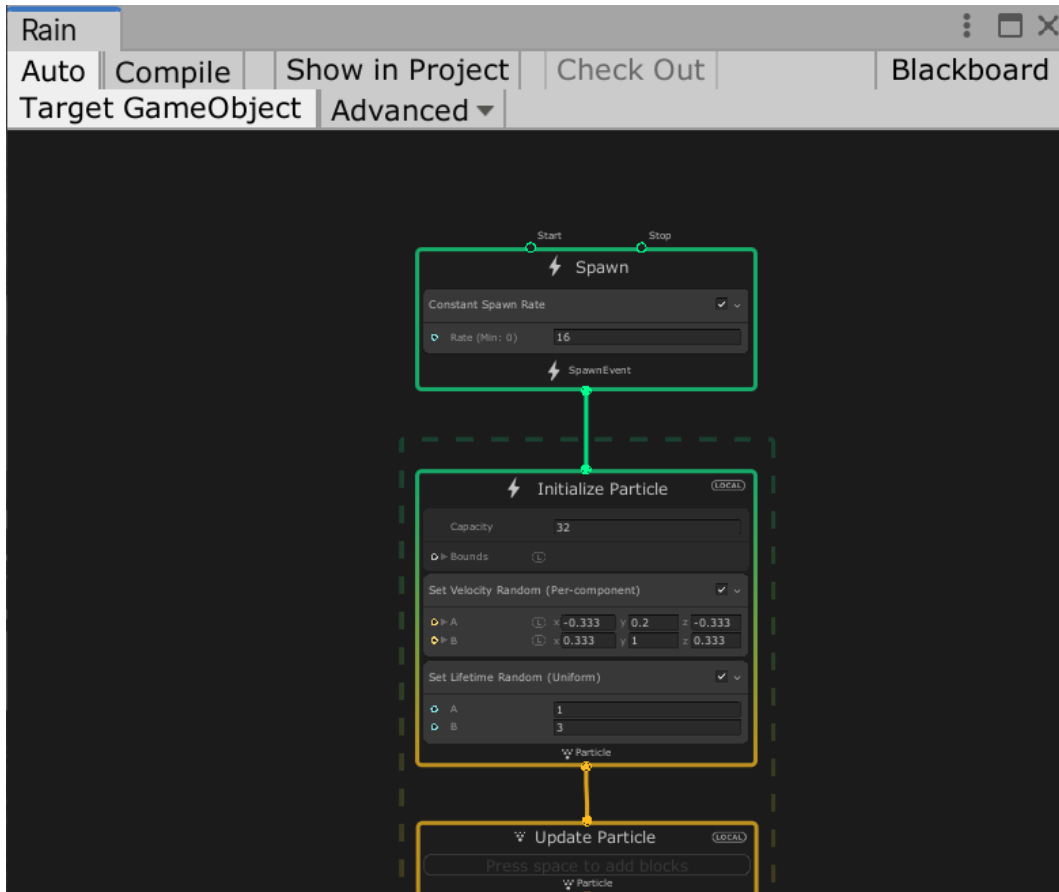 Rain
Auto Compile Show in Project Check Out Blackboard
Target GameObject Advanced
Start Stop
Spawn
Constant Spawn Rate
Rate (Min: 0) 16
SpawnEvent
Initialize Particle LOCAL
Capacity 32
Bounds L
Set Velocity Random (Per-component)
A L x -0.333 y 0.2 z -0.333
B L x 0.333 y 1 z 0.333
Set Lifetime Random (Uniform)
A 1
B 3
Particle
Update Particle LOCAL
Press space to add blocks
Particle